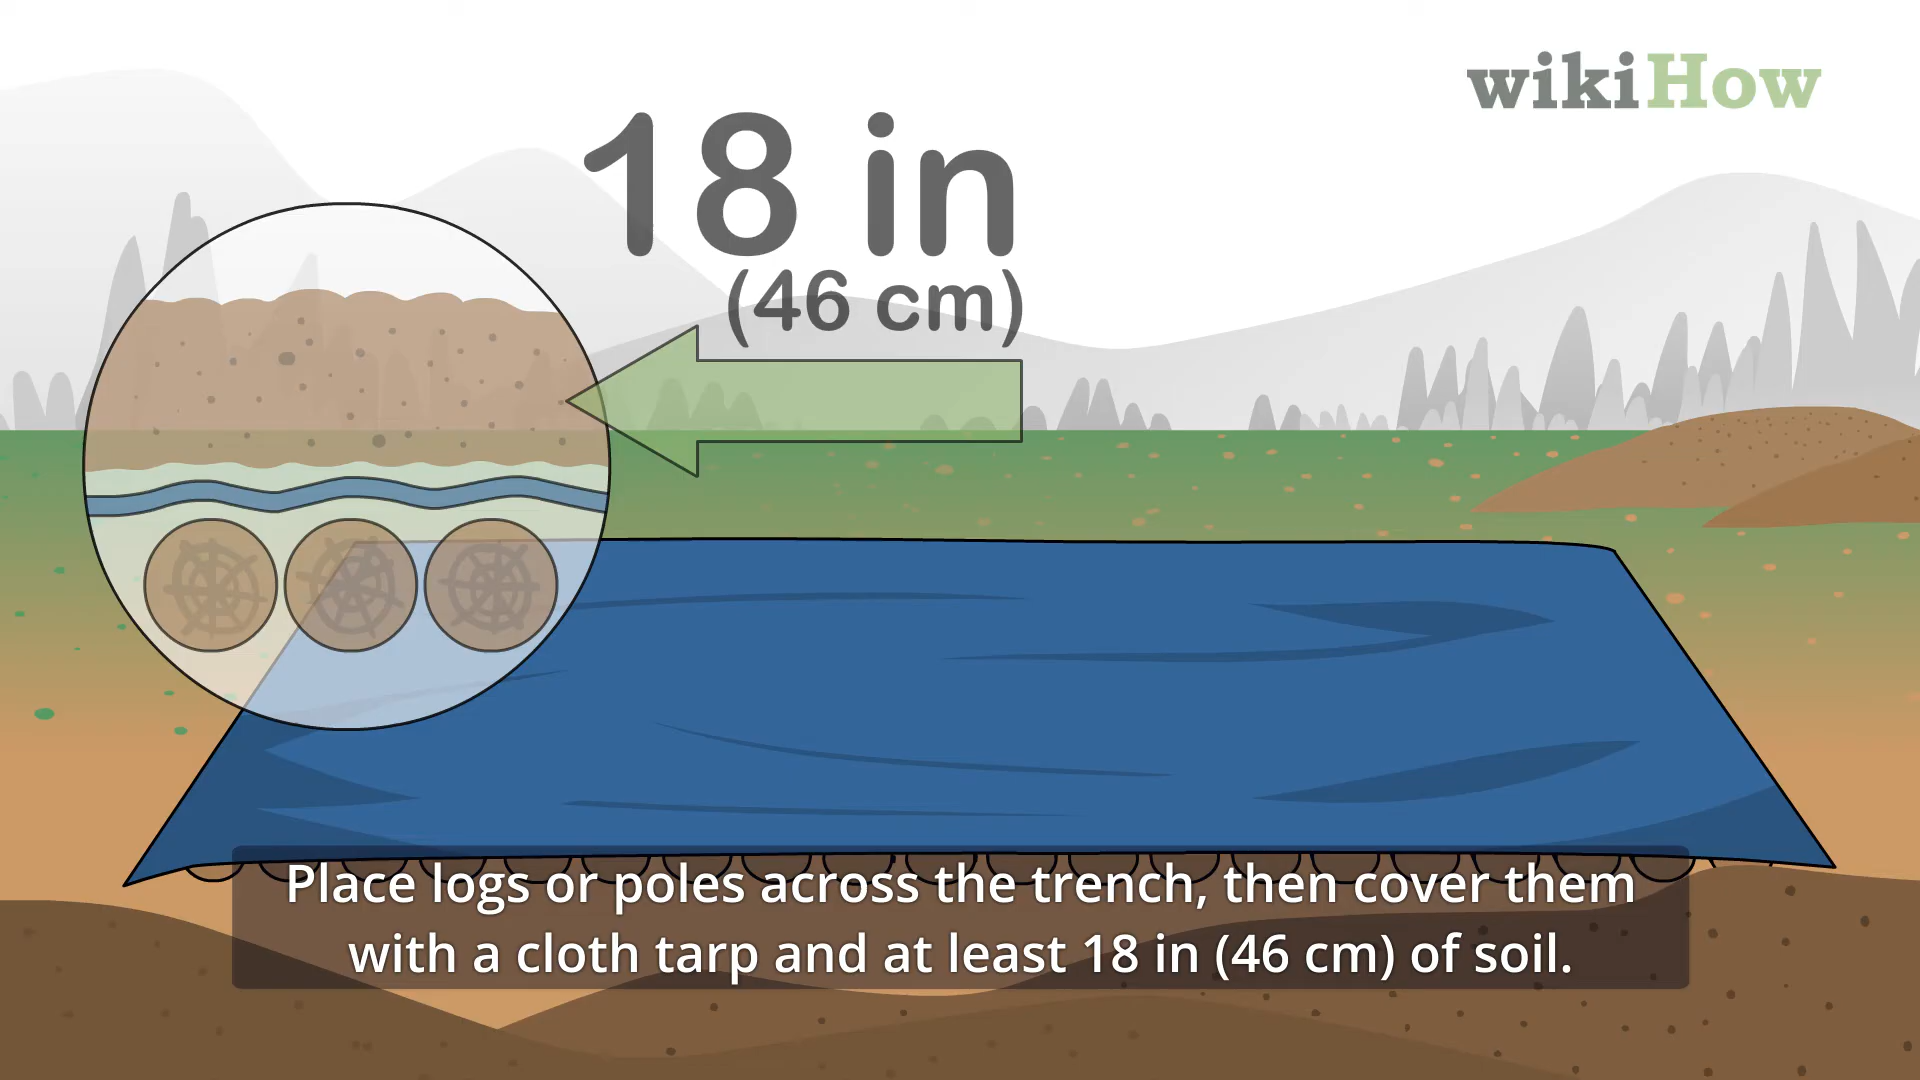 wikiHow
18 in
(46 cm)
Place logs or poles across the trench, then cover them
with a cloth tarp and at least 18 in (46 cm) of soil.